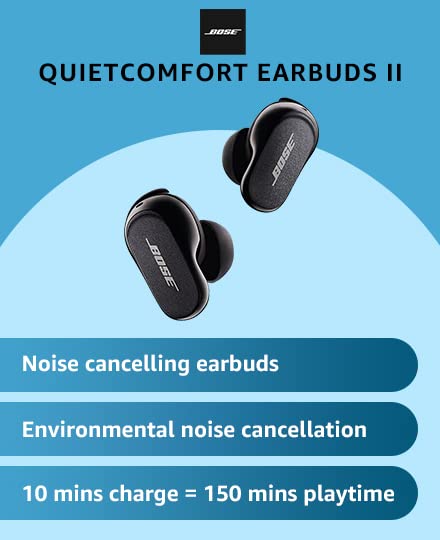 BOSE
QUIETCOMFORT EARBUDS II
BOSE
BOSE
Noise cancelling earbuds
Environmental noise cancellation
10 mins charge = 150 mins playtime